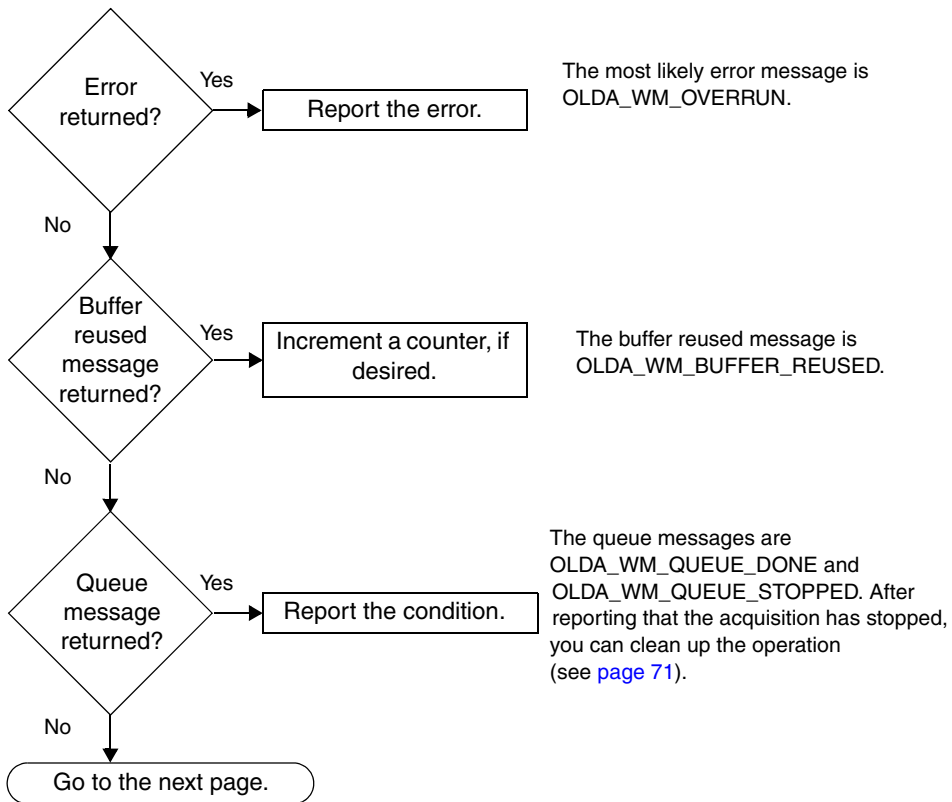 Error
returned?
Yes
Report the error.
The most likely error message is
OLDA_WM_OVERRUN.
No
Buffer
reused
message
returned?
Yes
Increment a counter, if
desired.
The buffer reused message is
OLDA_WM_BUFFER_REUSED.
No
Queue
message
returned?
Yes
Report the condition.
The queue messages are
OLDA_WM_QUEUE_DONE and
OLDA_WM_QUEUE_STOPPED. After
reporting that the acquisition has stopped,
you can clean up the operation
(see page 71).
No
Go to the next page.